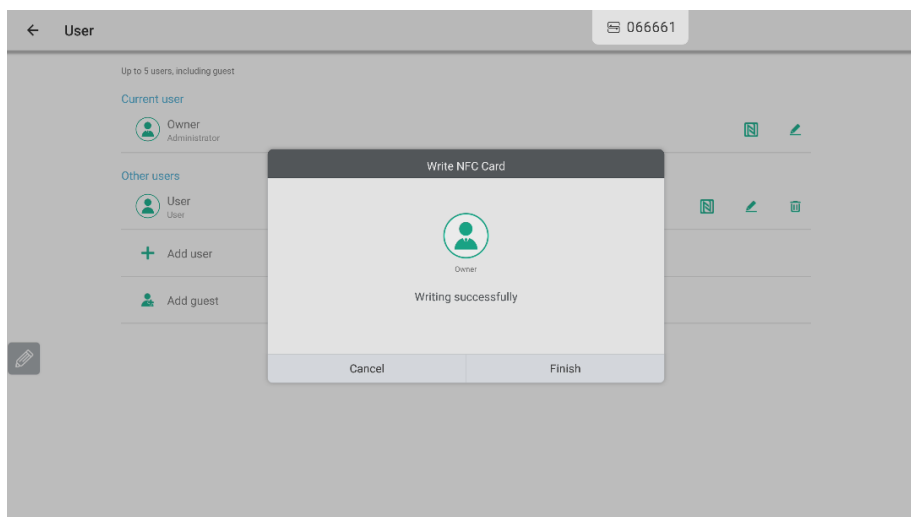 User
066661
Up to 5 users, including guest
Current user
Owner
Administrator
Other users
User
User
Add user
Add guest
Write NFC Card
Owner
Writing successfully
Cancel
Finish